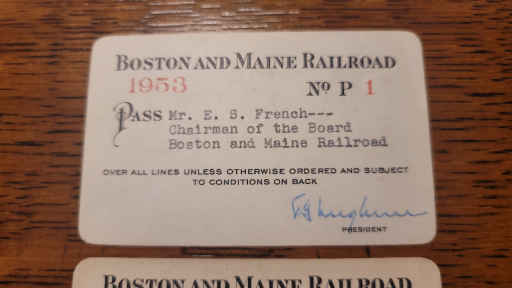 BOSTON AND MAINE RAILROAD
1953 No P 1
PASS Mr. E. S. French---
Chairman of the Board
Boston and Maine Railroad
OVER ALL LINES UNLESS OTHERWISE ORDERED AND SUBJECT
TO CONDITIONS ON BACK
PRESIDENT
BOSTON AND MAINE RAILROAD